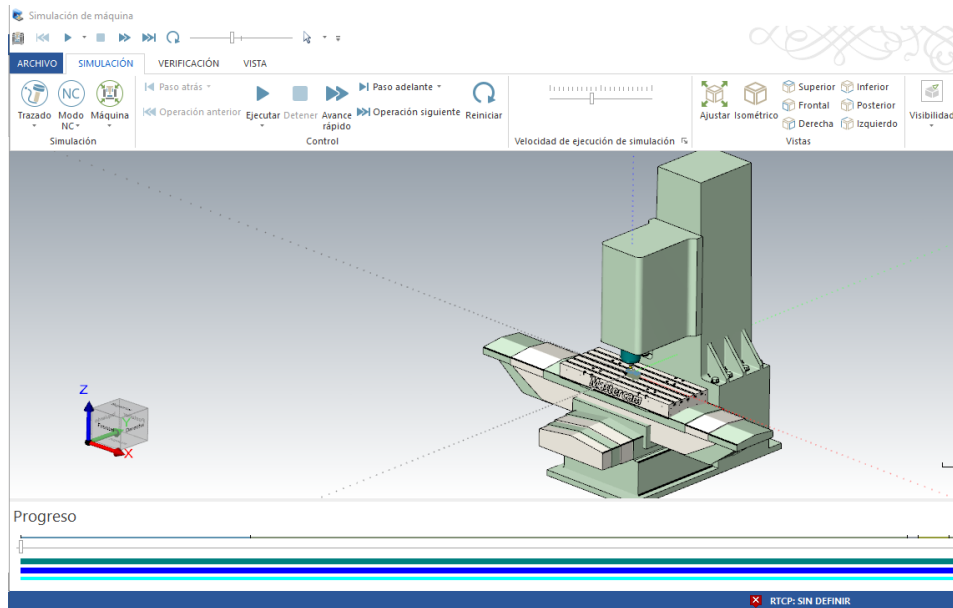 Simulación de máquina
ARCHIVO SIMULACIÓN VERIFICACIÓN VISTA
Trazado
NC
Modo NC
Máquina
Simulación
Paso atrás
Operación anterior
Ejecutar
Detener
Avance rápido
Paso adelante
Operación siguiente
Reiniciar
Control
Velocidad de ejecución de simulación
Ajustar
Isométrico
Superior
Inferior
Frontal
Posterior
Derecha
Izquierdo
Vistas
Visibilidad
Mastercam
Z
Y
X
Progreso
RTCP: SIN DEFINIR